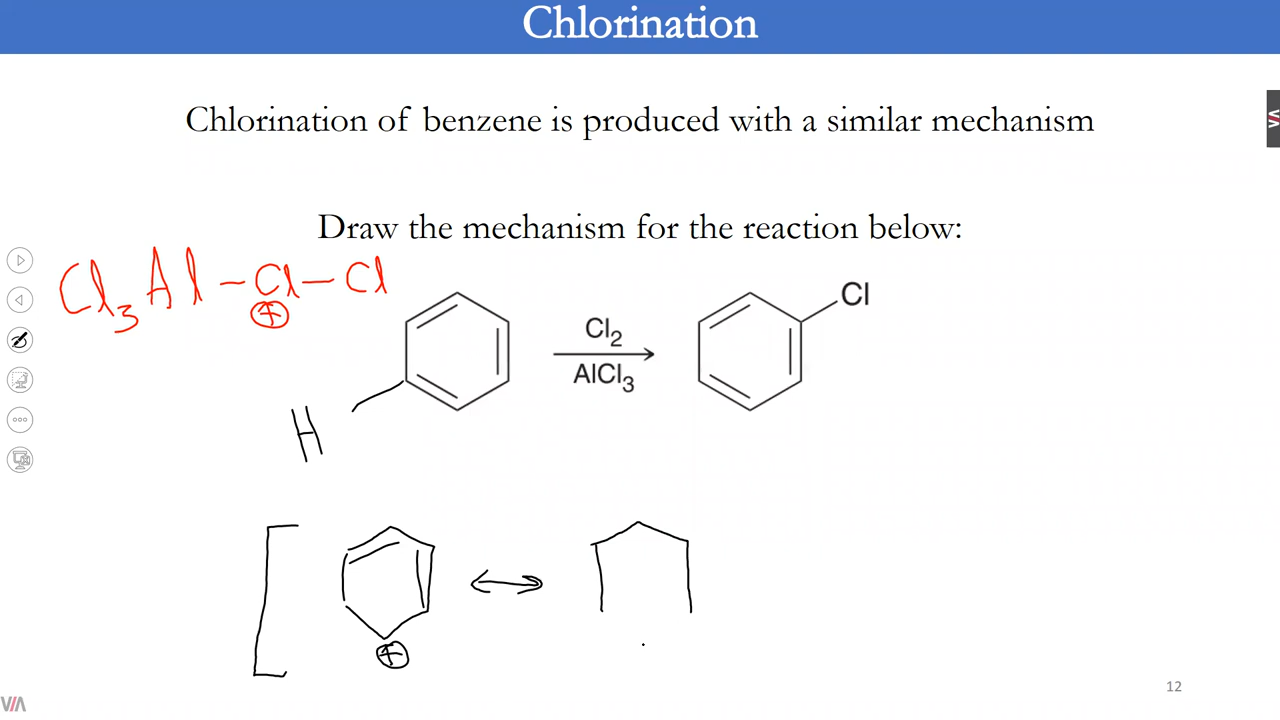 Chlorination
Chlorination of benzene is produced with a similar mechanism
Draw the mechanism for the reaction below:
Cl₃Al-Cl-Cl
+
Cl₂
AlCl₃
Cl
H
+
12
VIA